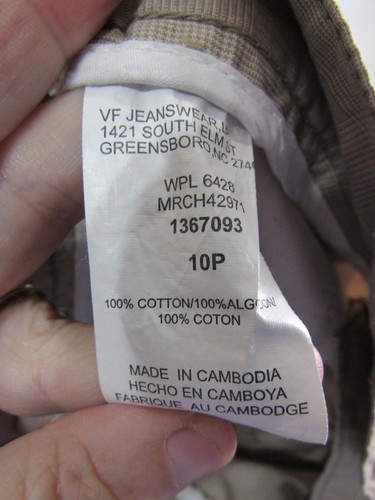 VF JEANSWEAR,
1421 SOUTH ELM ST
GREENSBORO,NC 274
WPL 6428
MRCH42971
1367093
10P
100% COTTON/100%ALGODON/
100% COTON
MADE IN CAMBODIA
HECHO EN CAMBOYA
FABRIQUE AU CAMBODGE